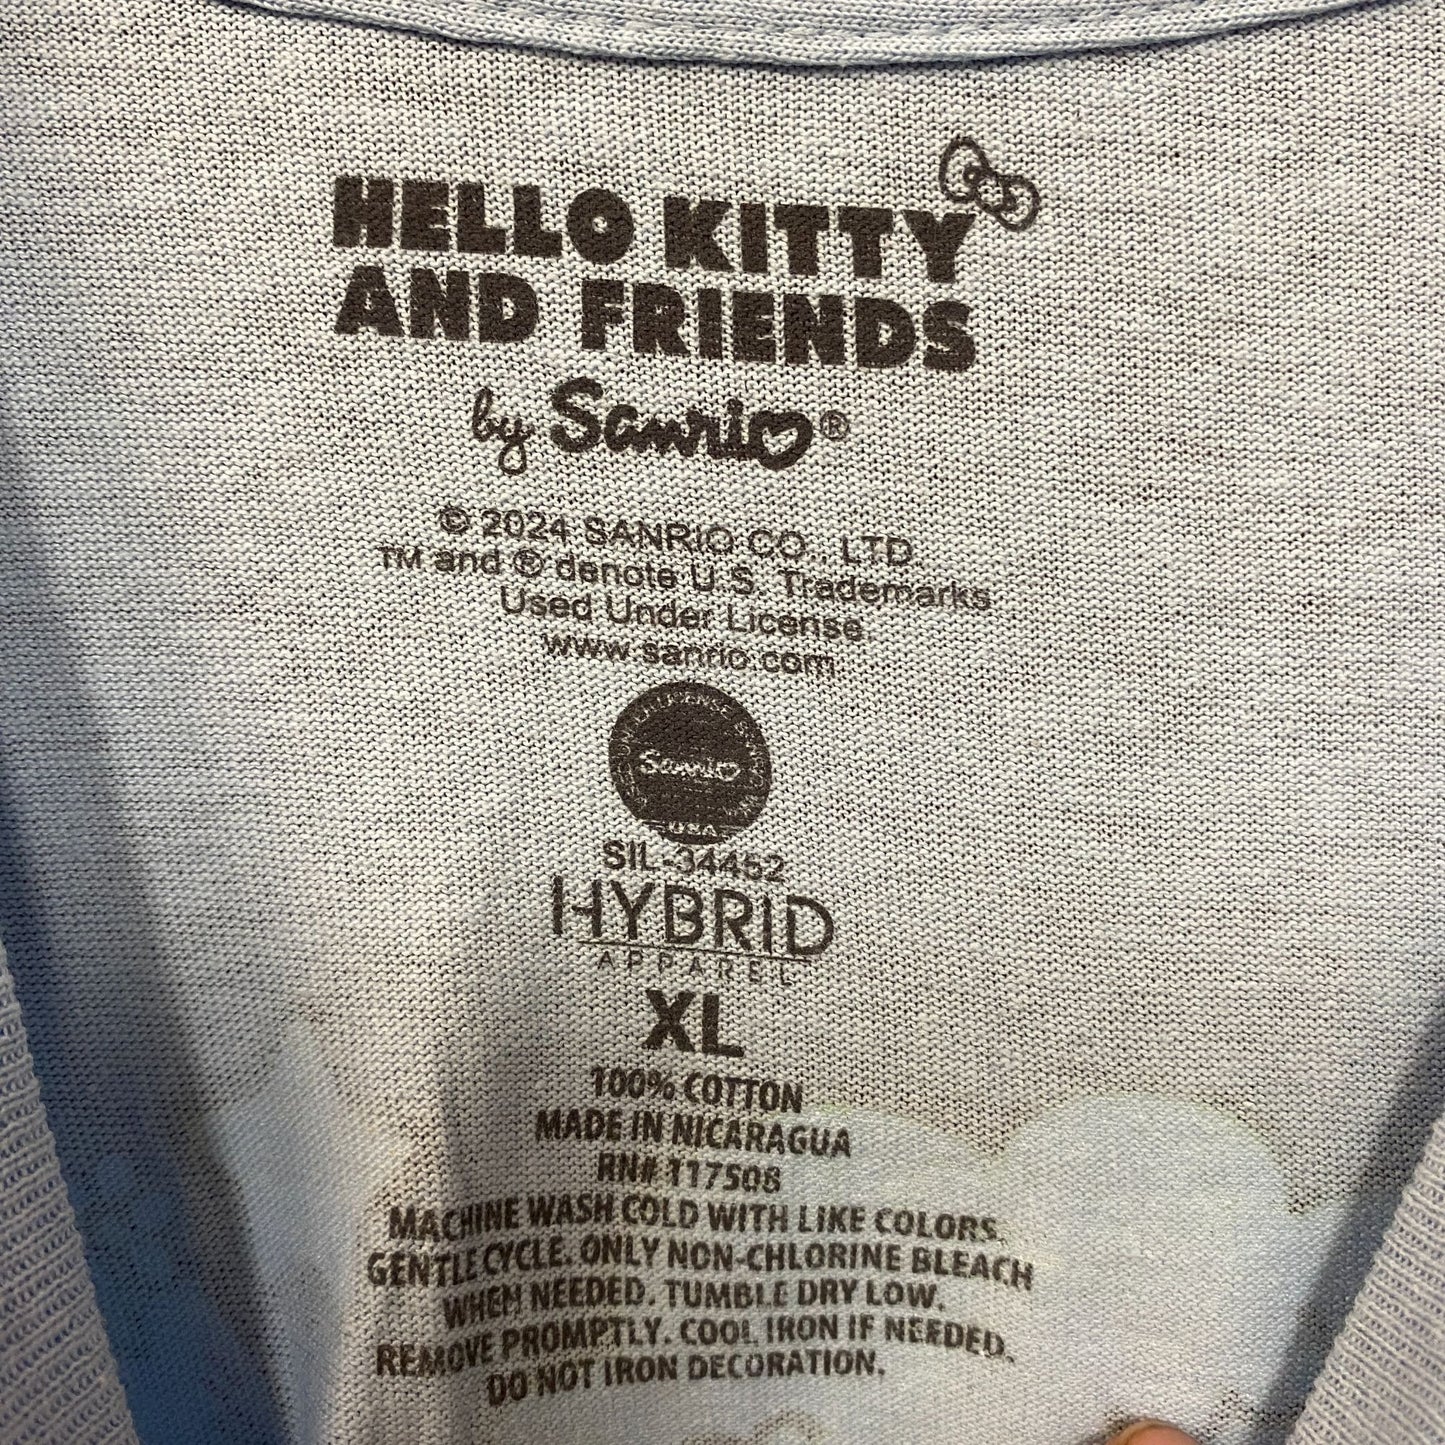 HELLO KITTY
AND FRIENDS
by Sanrio®
© 2024 SANRIO CO., LTD.
TM and ® denote U.S. Trademarks
Used Under License.
www.sanrio.com
UNDER LICENSE
Sanrio
USA
SIL-34452
HYBRID
APPAREL
XL
100% COTTON
MADE IN NICARAGUA
RN# 117508
MACHINE WASH COLD WITH LIKE COLORS.
GENTLE CYCLE. ONLY NON-CHLORINE BLEACH
WHEN NEEDED. TUMBLE DRY LOW.
REMOVE PROMPTLY. COOL IRON IF NEEDED.
DO NOT IRON DECORATION.